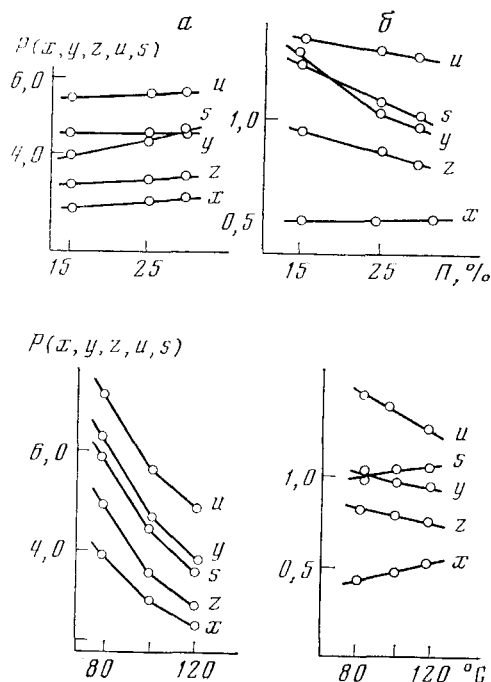 а б
P(x,y,z,u,s)
6,0
4,0
u
s
y
z
x
15 25
1,0
0,5
u
s
y
z
x
15 25 П,%
P(x,y,z,u,s)
6,0
4,0
u
y
s
z
x
80 120
1,0
0,5
u
s
y
z
x
80 120 °C